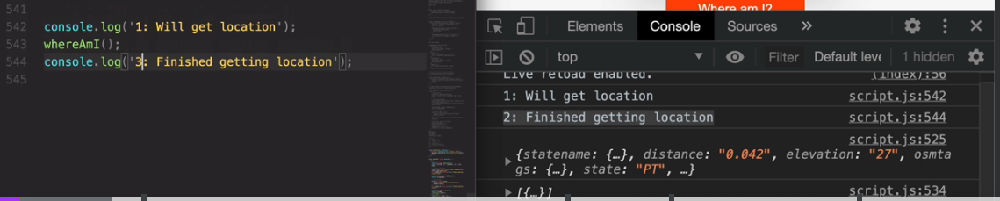 541
542 console.log('1: Will get location');
543 whereAmI();
544 console.log('3: Finished getting location');
545
Where am I?
Elements Console Sources »
top Filter Default leve 1 hidden
Live reload enabled. (index):56
1: Will get location script.js:542
2: Finished getting location script.js:544
script.js:525
{statename: {…}, distance: "0.042", elevation: "27", osmta
gs: {…}, state: "PT", …}
[{…}] script.js:534